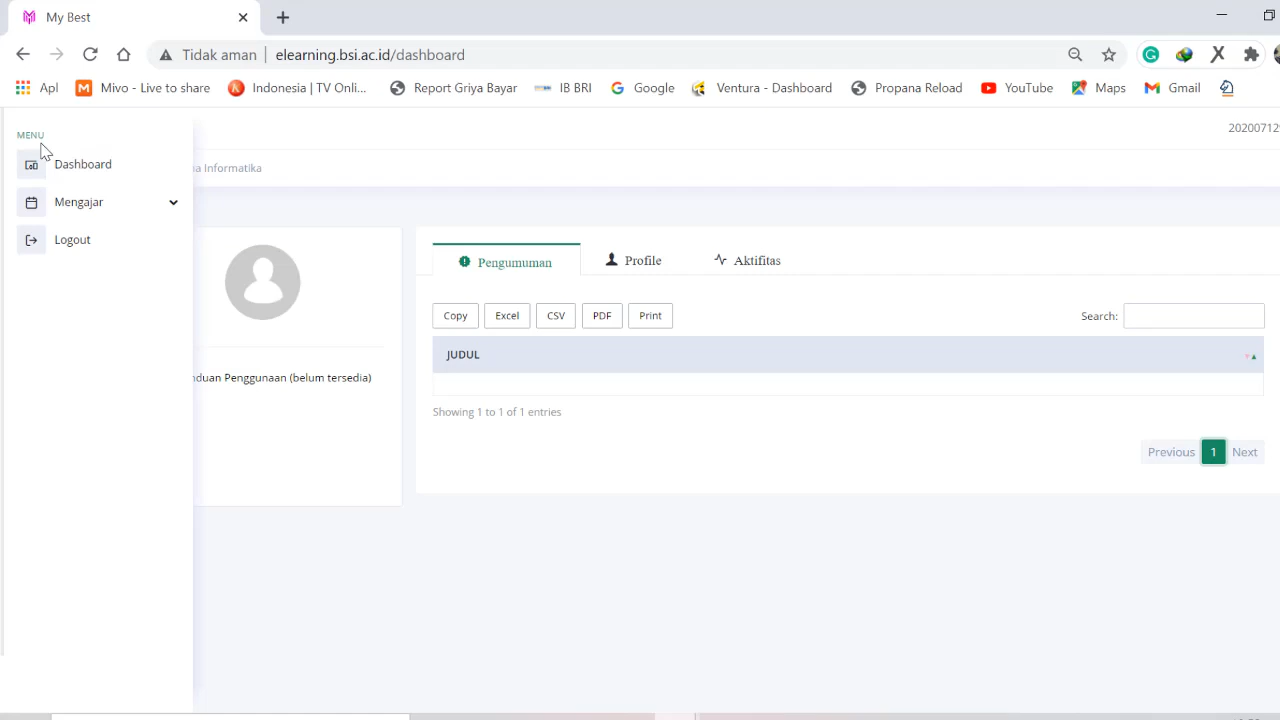 My Best
Tidak aman | elearning.bsi.ac.id/dashboard
Apl Mivo - Live to share Indonesia | TV Onli... Report Griya Bayar IB BRI Google Ventura - Dashboard Propana Reload YouTube Maps Gmail
MENU
Dashboard
Mengajar
Logout
Informatika
Penggunaan (belum tersedia)
Pengumuman Profile Aktifitas
Copy Excel CSV PDF Print Search:
JUDUL
Showing 1 to 1 of 1 entries
Previous 1 Next